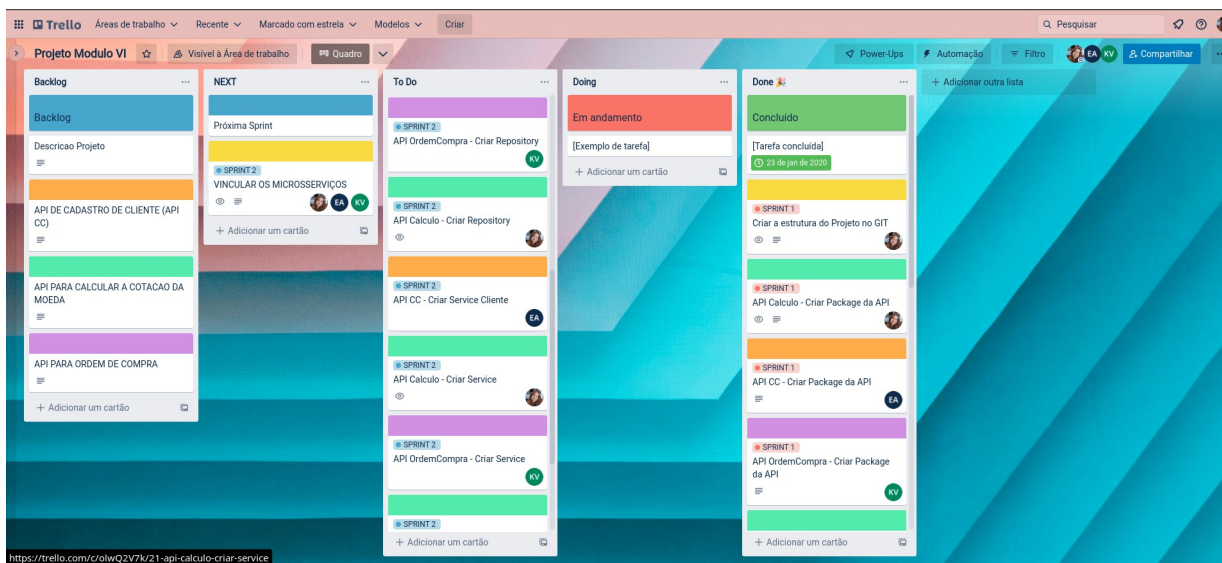 Trello Áreas de trabalho Recente Marcado com estrela Modelos Criar Pesquisar
Projeto Modulo VI Visível à Área de trabalho Quadro Power-Ups Automação Filtro EA KV Compartilhar
Backlog
Backlog
Descricao Projeto
API DE CADASTRO DE CLIENTE (API
CC)
API PARA CALCULAR A COTACAO DA
MOEDA
API PARA ORDEM DE COMPRA
+ Adicionar um cartão
NEXT
Próxima Sprint
SPRINT 2
VINCULAR OS MICROSSERVIÇOS
EA KV
+ Adicionar um cartão
To Do
SPRINT 2
API OrdemCompra - Criar Repository
KV
SPRINT 2
API Calculo - Criar Repository
SPRINT 2
API CC - Criar Service Cliente
EA
SPRINT 2
API Calculo - Criar Service
SPRINT 2
API OrdemCompra - Criar Service
KV
SPRINT 2
+ Adicionar um cartão
Doing
Em andamento
[Exemplo de tarefa]
+ Adicionar um cartão
Done 🎉
Concluído
[Tarefa concluída]
23 de jan de 2020
SPRINT 1
Criar a estrutura do Projeto no GIT
SPRINT 1
API Calculo - Criar Package da API
SPRINT 1
API CC - Criar Package da API
EA
SPRINT 1
API OrdemCompra - Criar Package
da API
KV
+ Adicionar um cartão
+ Adicionar outra lista
https://trello.com/c/olwQ2V7k/21-api-calculo-criar-service